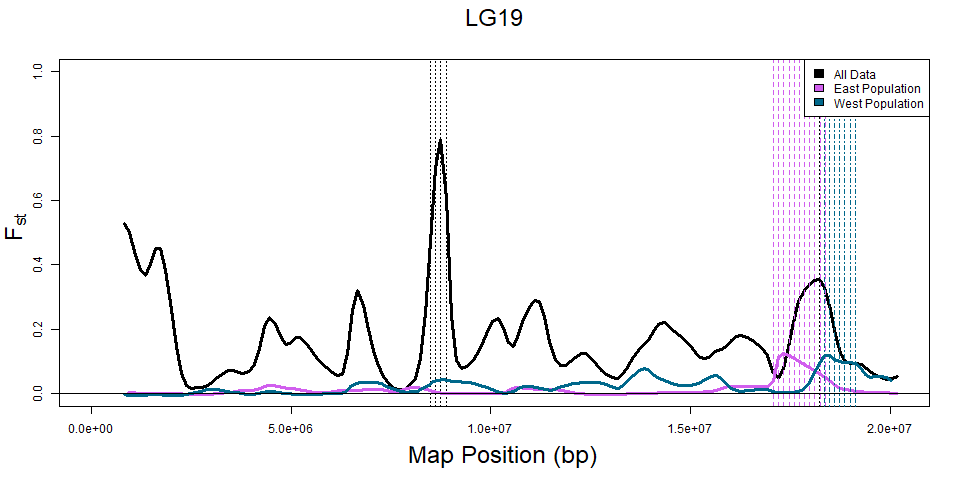 LG19
All Data
East Population
West Population
1.0
0.8
0.6
0.4
0.2
0.0
Fst
0.0e+00 5.0e+06 1.0e+07 1.5e+07 2.0e+07
Map Position (bp)